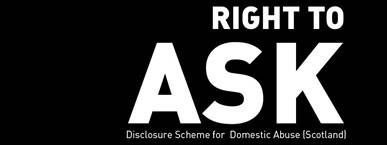 RIGHT TO
ASK
Disclosure Scheme for Domestic Abuse (Scotland)